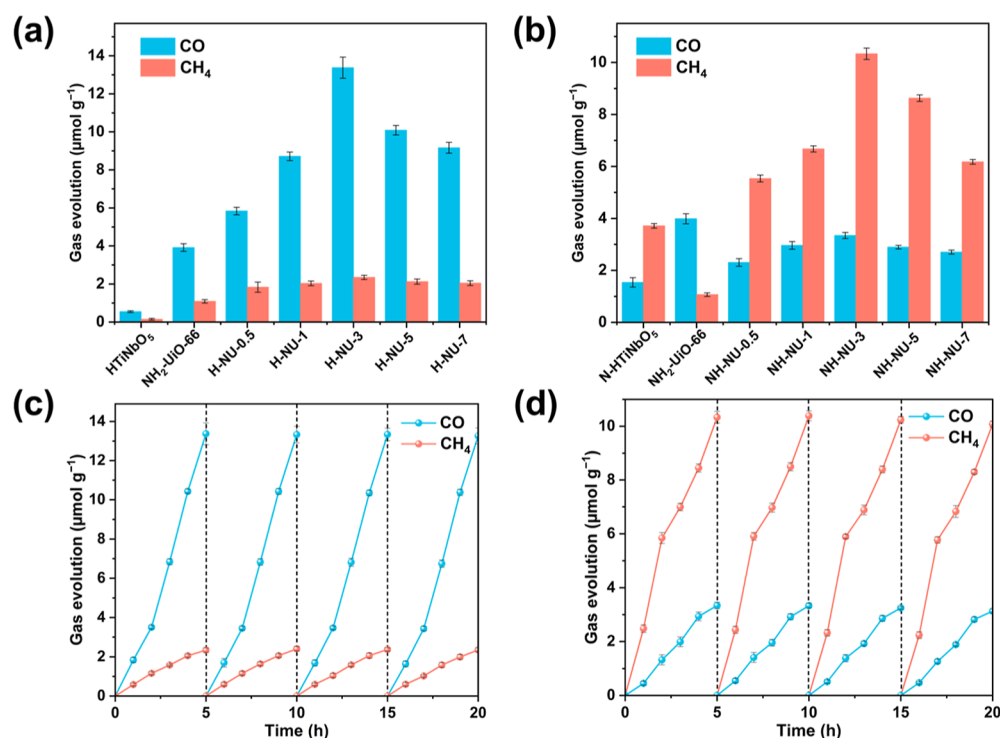 (a)
CO
CH₄
Gas evolution (μmol g⁻¹)
14
12
10
8
6
4
2
0
HTiNbO₅
NH₂-UiO-66
H-NU-0.5
H-NU-1
H-NU-3
H-NU-5
H-NU-7
(b)
CO
CH₄
Gas evolution (μmol g⁻¹)
10
8
6
4
2
0
N-HTiNbO₅
NH₂-UiO-66
NH-NU-0.5
NH-NU-1
NH-NU-3
NH-NU-5
NH-NU-7
(c)
CO
CH₄
Gas evolution (μmol g⁻¹)
14
12
10
8
6
4
2
0
0
5
10
15
20
Time (h)
(d)
CO
CH₄
Gas evolution (μmol g⁻¹)
10
8
6
4
2
0
0
5
10
15
20
Time (h)